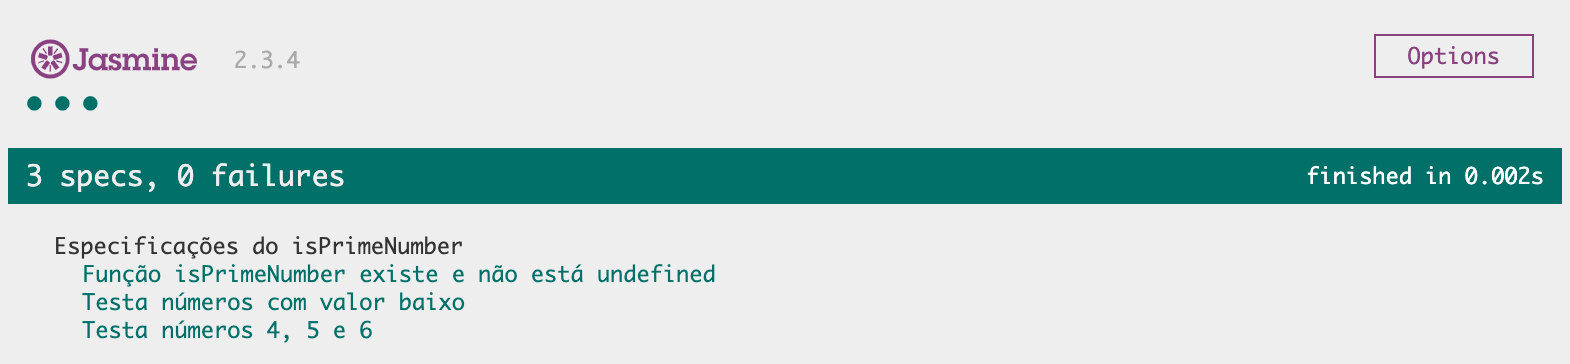 Jasmine 2.3.4 Options
3 specs, 0 failures finished in 0.002s
Especificações do isPrimeNumber
Função isPrimeNumber existe e não está undefined
Testa números com valor baixo
Testa números 4, 5 e 6